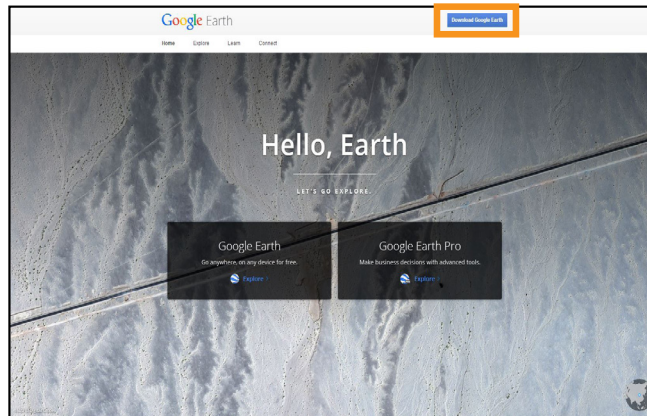 Google Earth
Download Google Earth
Home Explore Learn Connect
Hello, Earth
LET'S GO EXPLORE.
Google Earth
Go anywhere, on any device for free.
Explore
Google Earth Pro
Make business decisions with advanced tools.
Explore